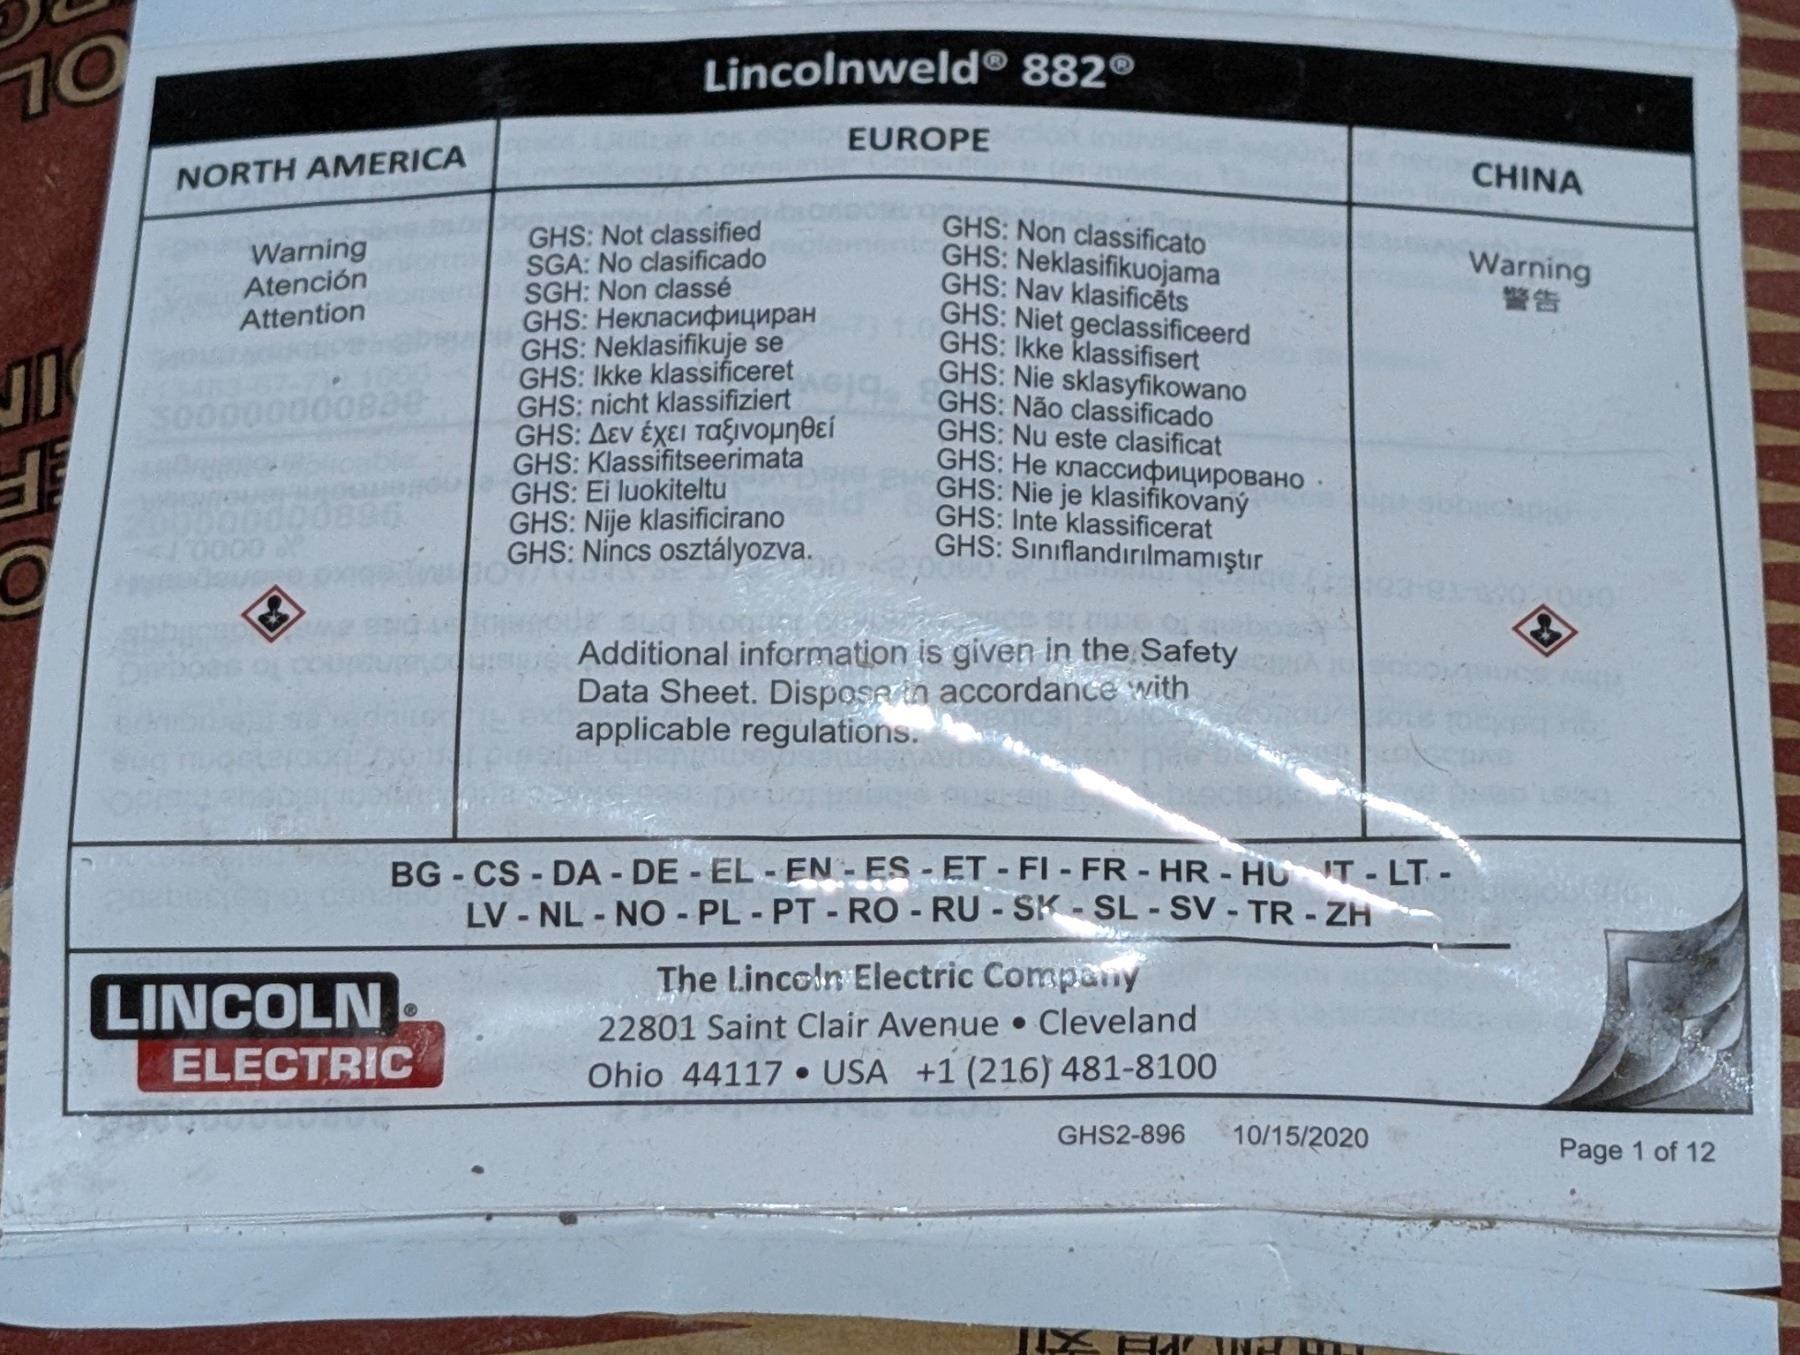 Lincolnweld® 882®
NORTH AMERICA
EUROPE
CHINA
Warning
Atención
Attention
GHS: Not classified
SGA: No clasificado
SGH: Non classé
GHS: Некласифициран
GHS: Neklasifikuje se
GHS: Ikke klassificeret
GHS: nicht klassifiziert
GHS: Δεν έχει ταξινομηθεί
GHS: Klassifitseerimata
GHS: Ei luokiteltu
GHS: Nije klasificirano
GHS: Nincs osztályozva.
GHS: Non classificato
GHS: Neklasifikuojama
GHS: Nav klasificēts
GHS: Niet geclassificeerd
GHS: Ikke klassifisert
GHS: Nie sklasyfikowano
GHS: Não classificado
GHS: Nu este clasificat
GHS: Не классифицировано
GHS: Nie je klasifikovaný
GHS: Inte klassificerat
GHS: Sınıflandırılmamıştır
Warning
警告
Additional information is given in the Safety
Data Sheet. Dispose in accordance with
applicable regulations.
BG - CS - DA - DE - EL - EN - ES - ET - FI - FR - HR - HU - IT - LT -
LV - NL - NO - PL - PT - RO - RU - SK - SL - SV - TR - ZH
LINCOLN ®
ELECTRIC
The Lincoln Electric Company
22801 Saint Clair Avenue • Cleveland
Ohio 44117 • USA +1 (216) 481-8100
GHS2-896 10/15/2020
Page 1 of 12